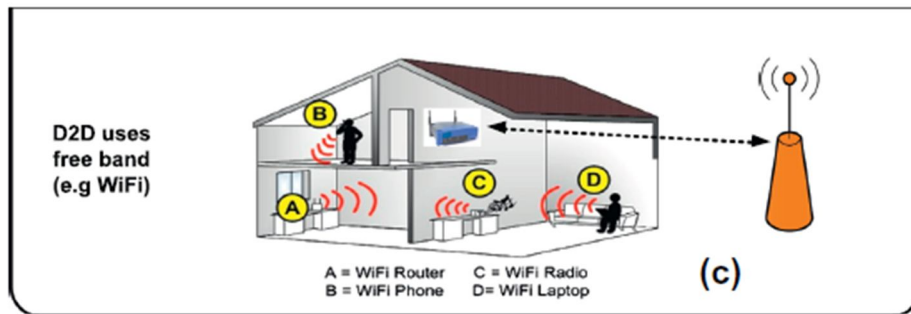 D2D uses
free band
(e.g WiFi)
B
A
C
D
A = WiFi Router C = WiFi Radio
B = WiFi Phone D= WiFi Laptop
(c)